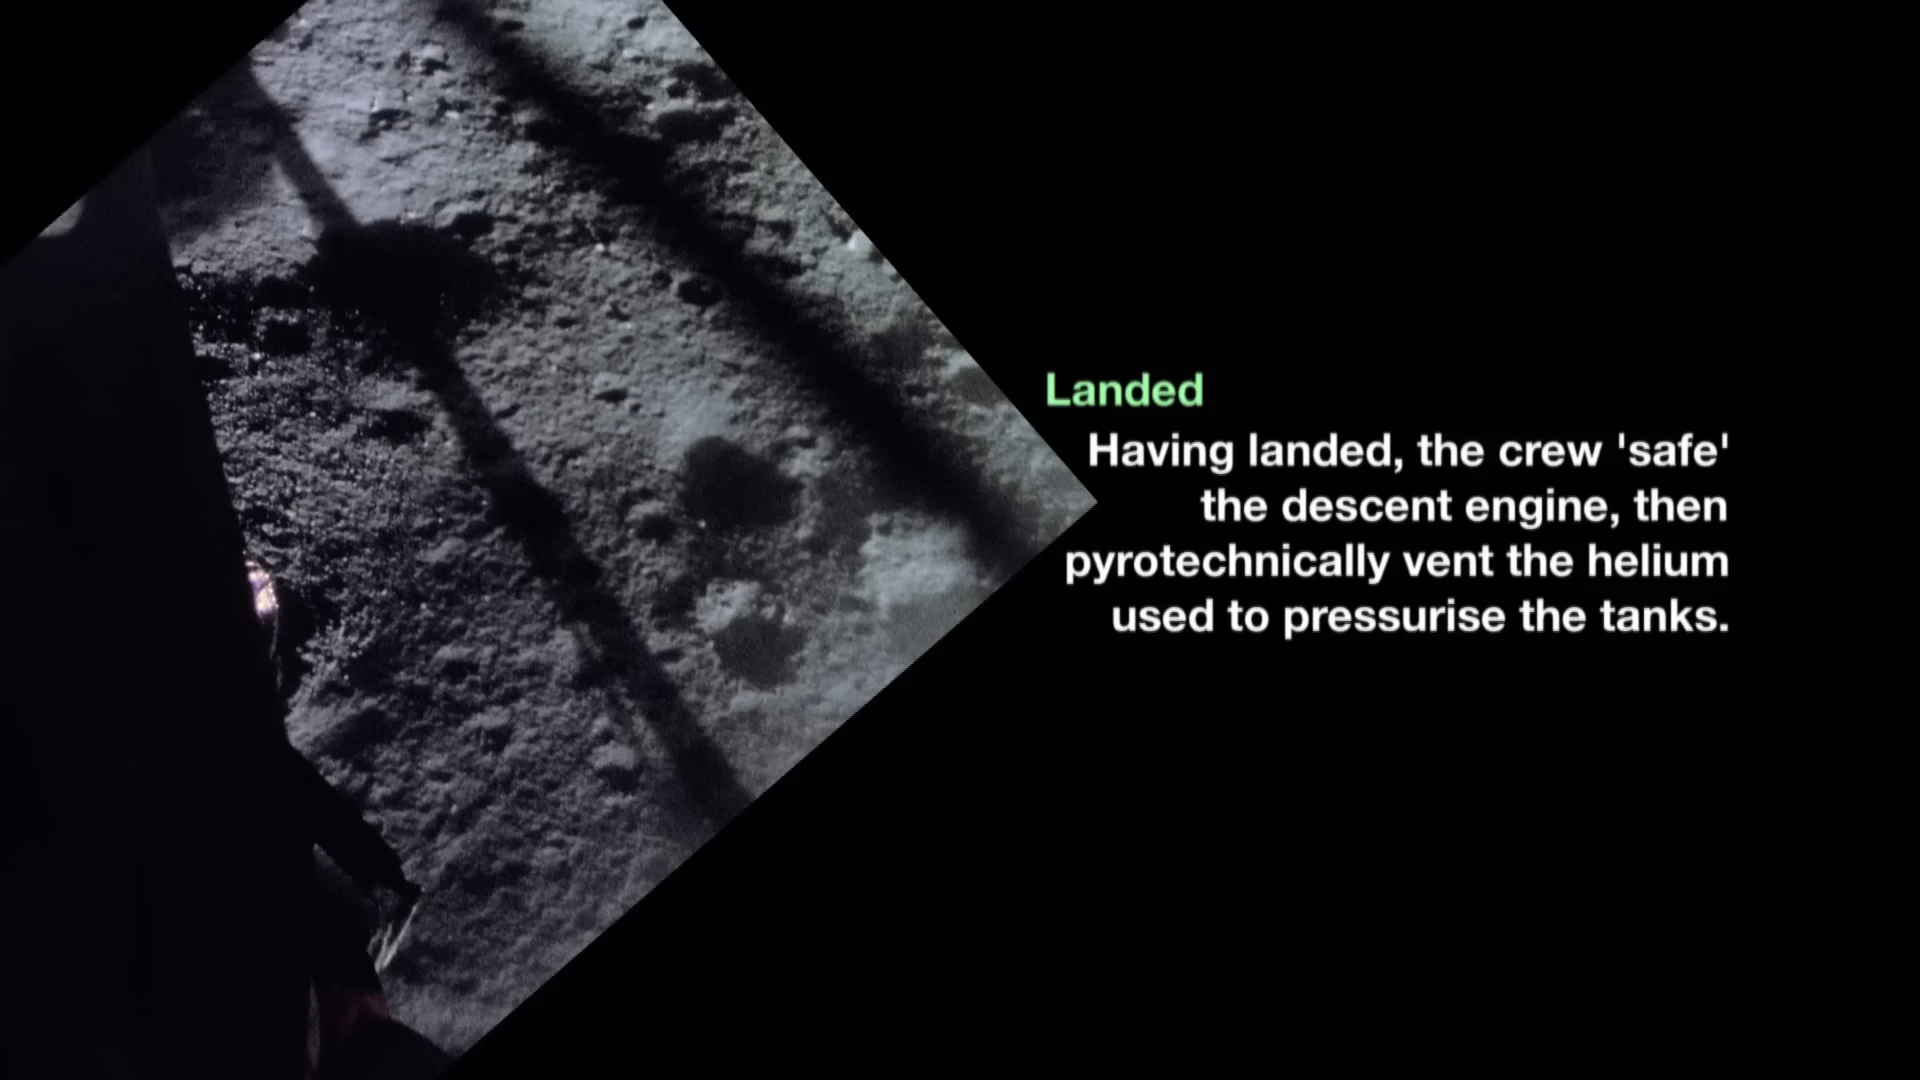 Landed
Having landed, the crew 'safe'
the descent engine, then
pyrotechnically vent the helium
used to pressurise the tanks.